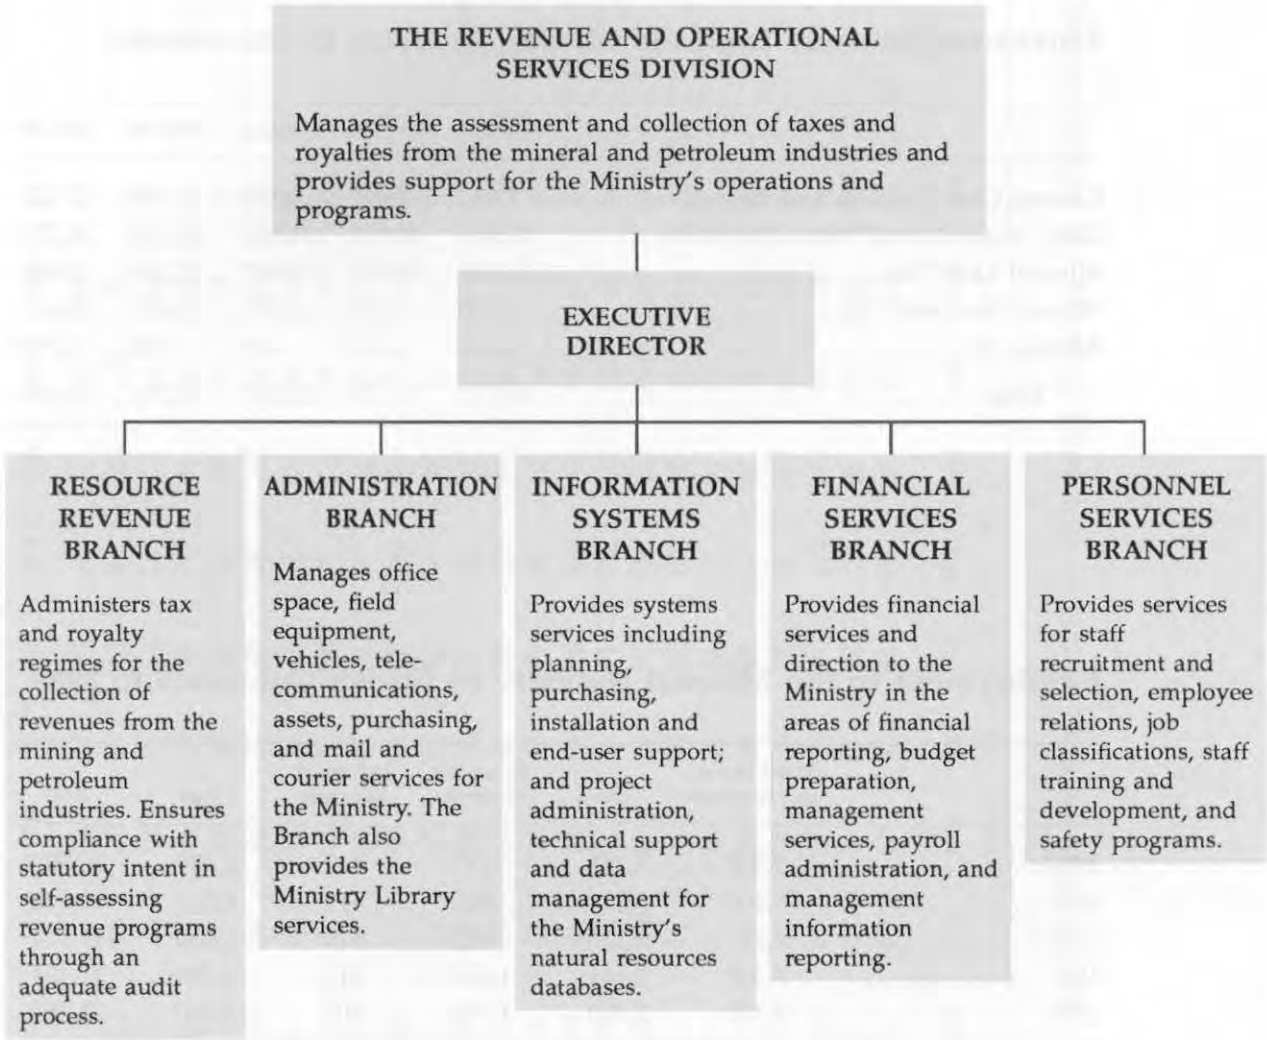 THE REVENUE AND OPERATIONAL
SERVICES DIVISION
Manages the assessment and collection of taxes and
royalties from the mineral and petroleum industries and
provides support for the Ministry's operations and
programs.
EXECUTIVE
DIRECTOR
RESOURCE
REVENUE
BRANCH
Administers tax
and royalty
regimes for the
collection of
revenues from the
mining and
petroleum
industries. Ensures
compliance with
statutory intent in
self-assessing
revenue programs
through an
adequate audit
process.
ADMINISTRATION
BRANCH
Manages office
space, field
equipment,
vehicles, tele-
communications,
assets, purchasing,
and mail and
courier services for
the Ministry. The
Branch also
provides the
Ministry Library
services.
INFORMATION
SYSTEMS
BRANCH
Provides systems
services including
planning,
purchasing,
installation and
end-user support;
and project
administration,
technical support
and data
management for
the Ministry's
natural resources
databases.
FINANCIAL
SERVICES
BRANCH
Provides financial
services and
direction to the
Ministry in the
areas of financial
reporting, budget
preparation,
management
services, payroll
administration, and
management
information
reporting.
PERSONNEL
SERVICES
BRANCH
Provides services
for staff
recruitment and
selection, employee
relations, job
classifications, staff
training and
development, and
safety programs.